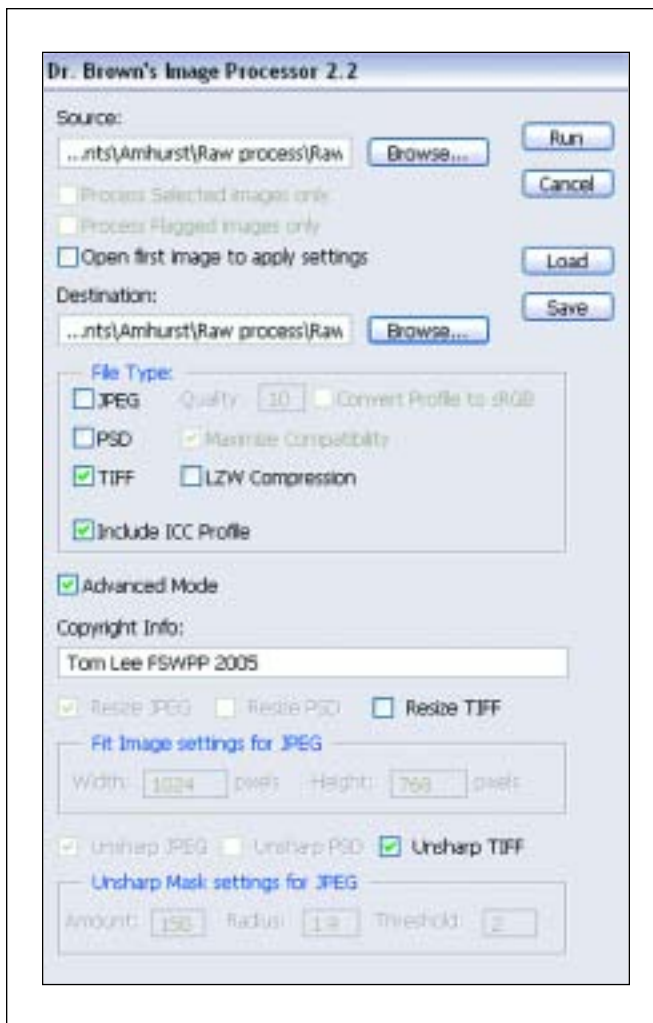 Dr. Brown's Image Processor 2.2
Source:
...nts\Amhurst\Raw process\Raw Browse... Run
Process Selected images only Cancel
Process Flagged images only
Open first image to apply settings Load
Destination: Save
...nts\Amhurst\Raw process\Raw Browse...
File Type:
JPEG Quality: 10 Convert Profile to sRGB
PSD Maximize Compatibility
TIFF LZW Compression
Include ICC Profile
Advanced Mode
Copyright Info:
Tom Lee FSWPP 2005
Resize JPEG Resize PSD Resize TIFF
Fit Image settings for JPEG
Width: 1024 pixels Height: 768 pixels
Unsharp JPEG Unsharp PSD Unsharp TIFF
Unsharp Mask settings for JPEG
Amount: 150 Radius: Threshold: 2